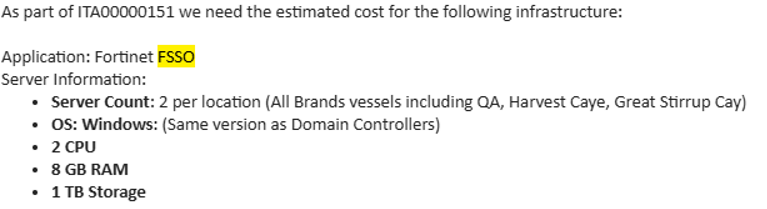 As part of ITA00000151 we need the estimated cost for the following infrastructure:
Application: Fortinet FSSO
Server Information:
• Server Count: 2 per location (All Brands vessels including QA, Harvest Caye, Great Stirrup Cay)
• OS: Windows: (Same version as Domain Controllers)
• 2 CPU
• 8 GB RAM
• 1 TB Storage